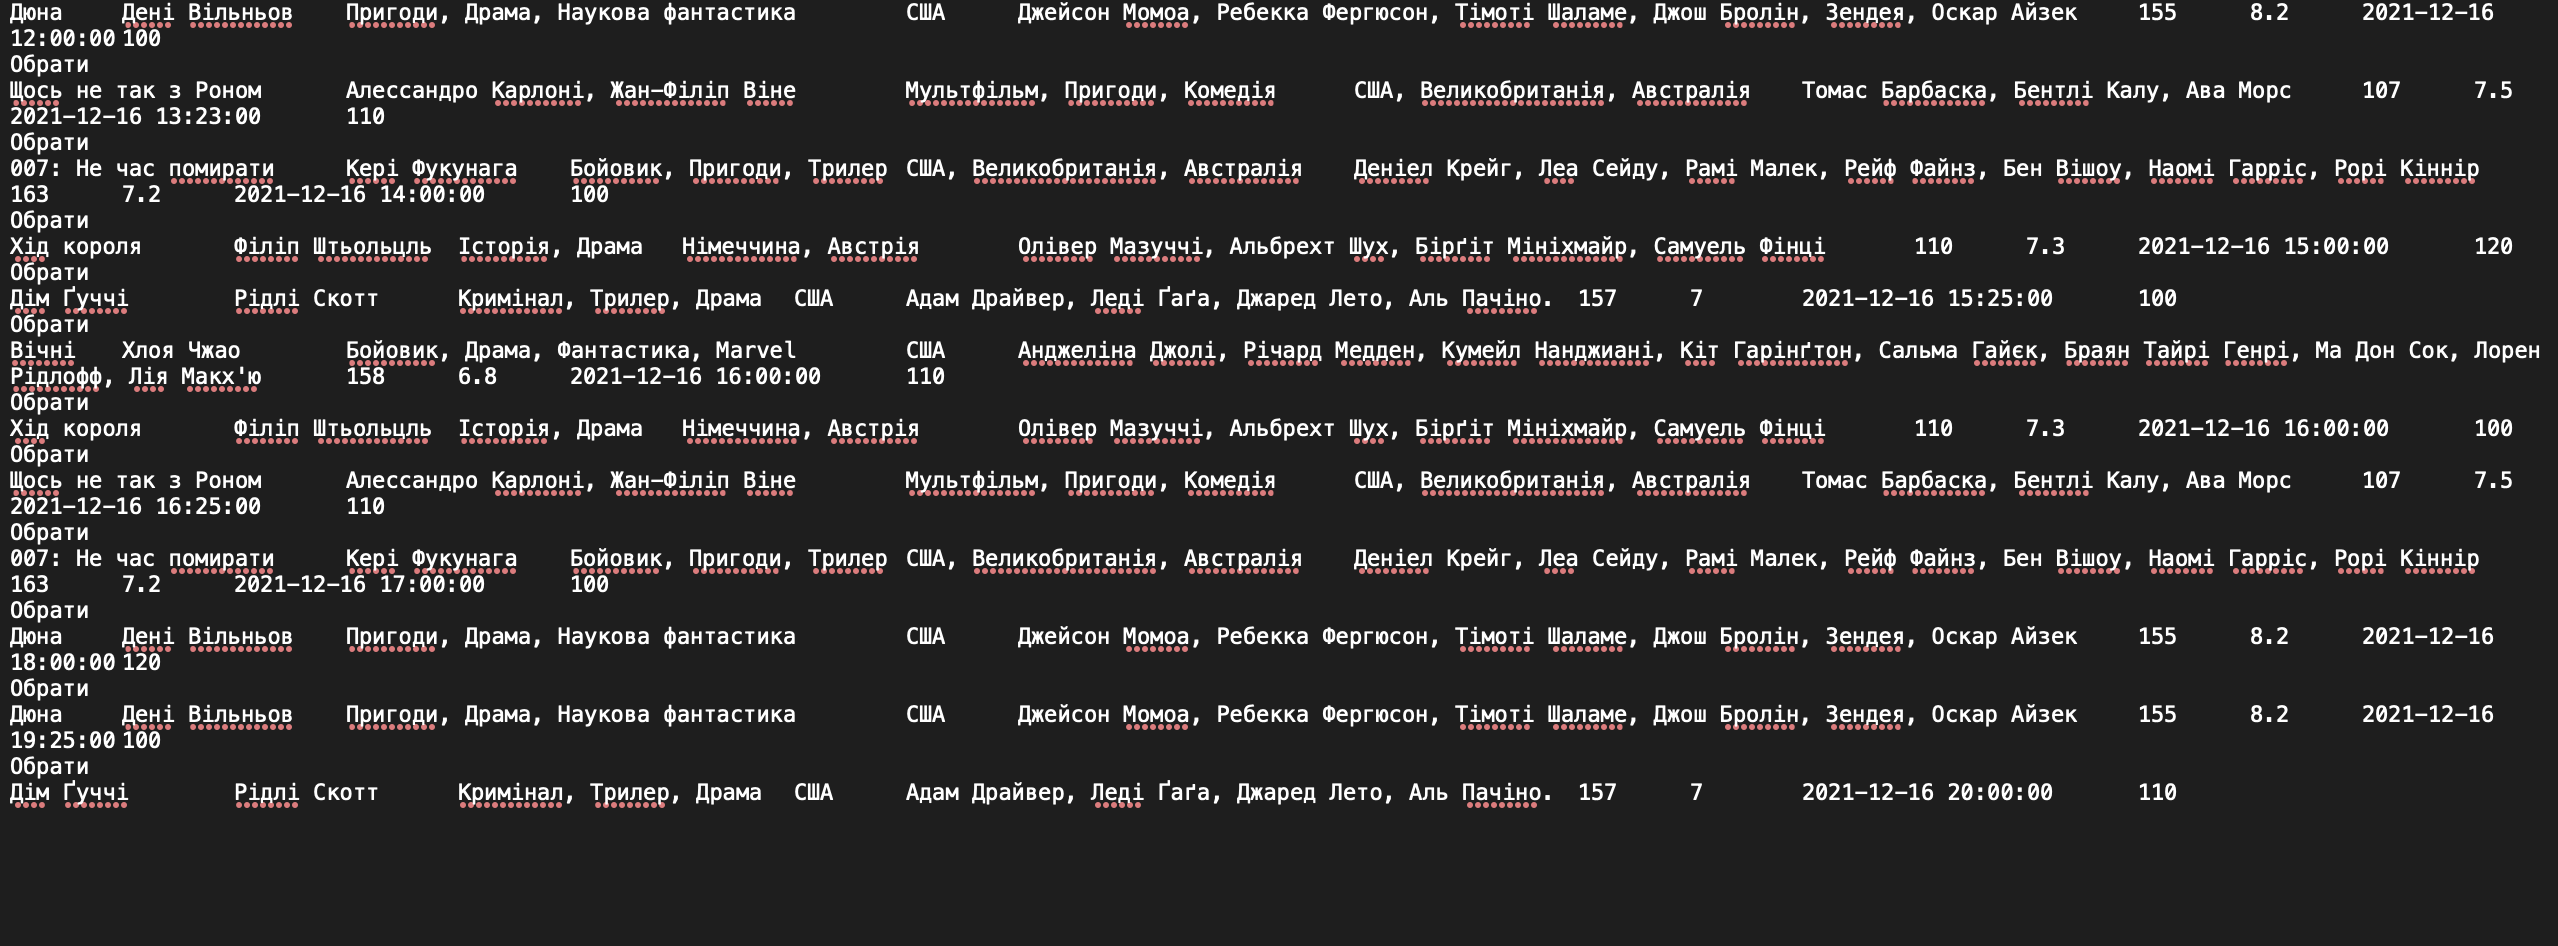 Дюна Дені Вільньов Пригоди, Драма, Наукова фантастика США Джейсон Момоа, Ребекка Фергюсон, Тімоті Шаламе, Джош Бролін, Зендея, Оскар Айзек 155 8.2 2021-12-16
12:00:00 100
Обрати
Щось не так з Роном Алессандро Карлоні, Жан-Філіп Віне Мультфільм, Пригоди, Комедія США, Великобританія, Австралія Томас Барбаска, Бентлі Калу, Ава Морс 107 7.5
2021-12-16 13:23:00 110
Обрати
007: Не час помирати Кері Фукунага Бойовик, Пригоди, Трилер США, Великобританія, Австралія Деніел Крейг, Леа Сейду, Рамі Малек, Рейф Файнз, Бен Вішоу, Наомі Гарріс, Рорі Кіннір
163 7.2 2021-12-16 14:00:00 100
Обрати
Хід короля Філіп Штьольцль Історія, Драма Німеччина, Австрія Олівер Мазуччі, Альбрехт Шух, Бірґіт Мініхмайр, Самуель Фінці 110 7.3 2021-12-16 15:00:00 120
Обрати
Дім Ґуччі Рідлі Скотт Кримінал, Трилер, Драма США Адам Драйвер, Леді Ґаґа, Джаред Лето, Аль Пачіно. 157 7 2021-12-16 15:25:00 100
Обрати
Вічні Хлоя Чжао Бойовик, Драма, Фантастика, Marvel США Анджеліна Джолі, Річард Медден, Кумейл Нанджиані, Кіт Гарінґтон, Сальма Гайєк, Браян Тайрі Генрі, Ма Дон Сок, Лорен
Рідлофф, Лія Макх'ю 158 6.8 2021-12-16 16:00:00 110
Обрати
Хід короля Філіп Штьольцль Історія, Драма Німеччина, Австрія Олівер Мазуччі, Альбрехт Шух, Бірґіт Мініхмайр, Самуель Фінці 110 7.3 2021-12-16 16:00:00 100
Обрати
Щось не так з Роном Алессандро Карлоні, Жан-Філіп Віне Мультфільм, Пригоди, Комедія США, Великобританія, Австралія Томас Барбаска, Бентлі Калу, Ава Морс 107 7.5
2021-12-16 16:25:00 110
Обрати
007: Не час помирати Кері Фукунага Бойовик, Пригоди, Трилер США, Великобританія, Австралія Деніел Крейг, Леа Сейду, Рамі Малек, Рейф Файнз, Бен Вішоу, Наомі Гарріс, Рорі Кіннір
163 7.2 2021-12-16 17:00:00 100
Обрати
Дюна Дені Вільньов Пригоди, Драма, Наукова фантастика США Джейсон Момоа, Ребекка Фергюсон, Тімоті Шаламе, Джош Бролін, Зендея, Оскар Айзек 155 8.2 2021-12-16
18:00:00 120
Обрати
Дюна Дені Вільньов Пригоди, Драма, Наукова фантастика США Джейсон Момоа, Ребекка Фергюсон, Тімоті Шаламе, Джош Бролін, Зендея, Оскар Айзек 155 8.2 2021-12-16
19:25:00 100
Обрати
Дім Ґуччі Рідлі Скотт Кримінал, Трилер, Драма США Адам Драйвер, Леді Ґаґа, Джаред Лето, Аль Пачіно. 157 7 2021-12-16 20:00:00 110